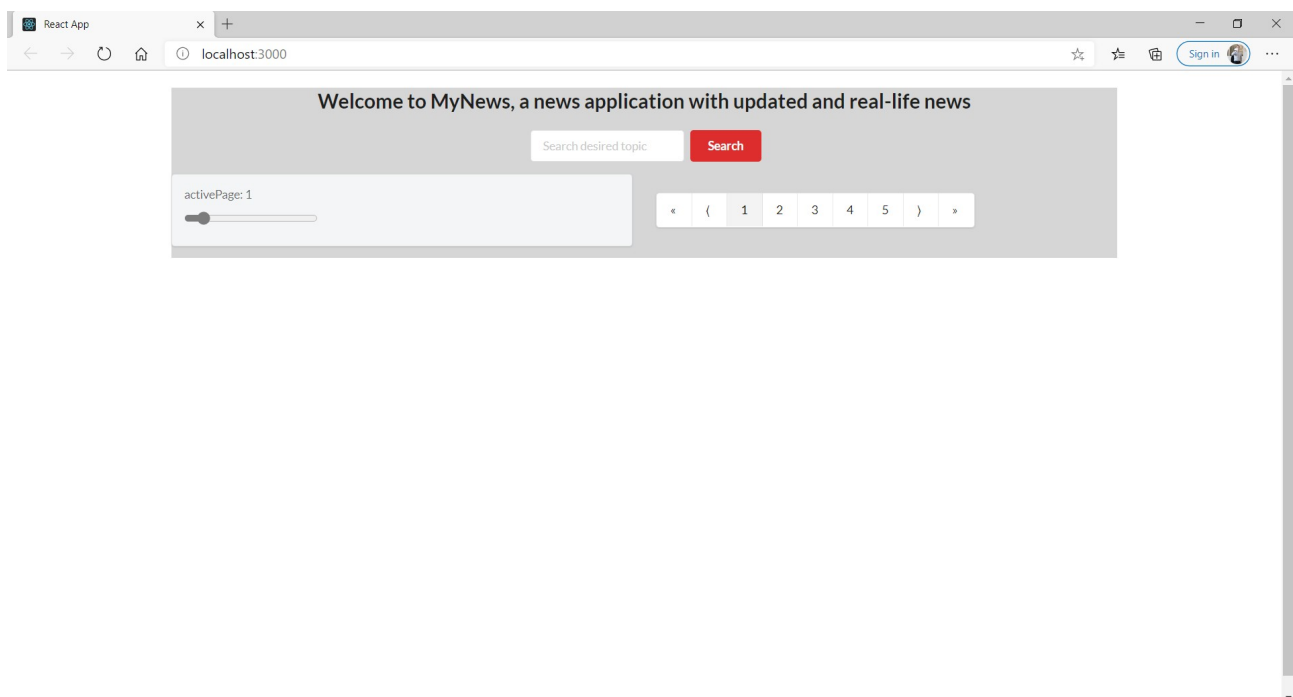 React App
localhost:3000
Sign in
Welcome to MyNews, a news application with updated and real-life news
Search desired topic Search
activePage: 1
« ⟨ 1 2 3 4 5 ⟩ »